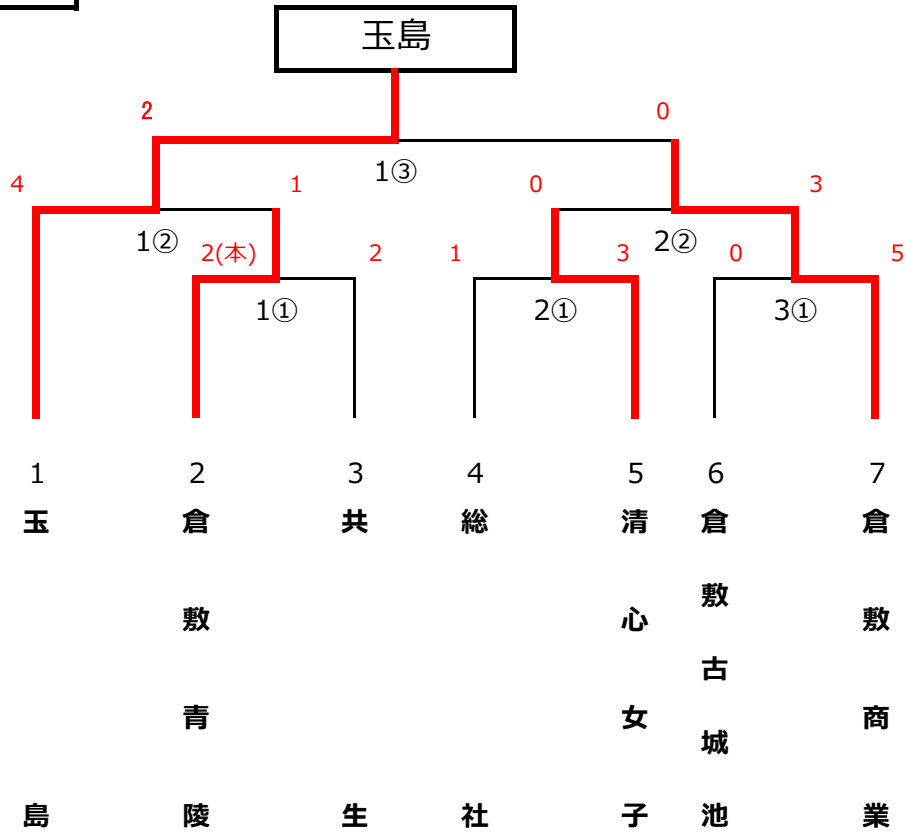 玉島
2 0
1③
4 1 0 3
1② 2②
2(本) 2 1 3 0 5
1① 2① 3①
1 2 3 4 5 6 7
玉島
倉敷青陵
共生
総社
清心女子
倉敷古城池
倉敷商業